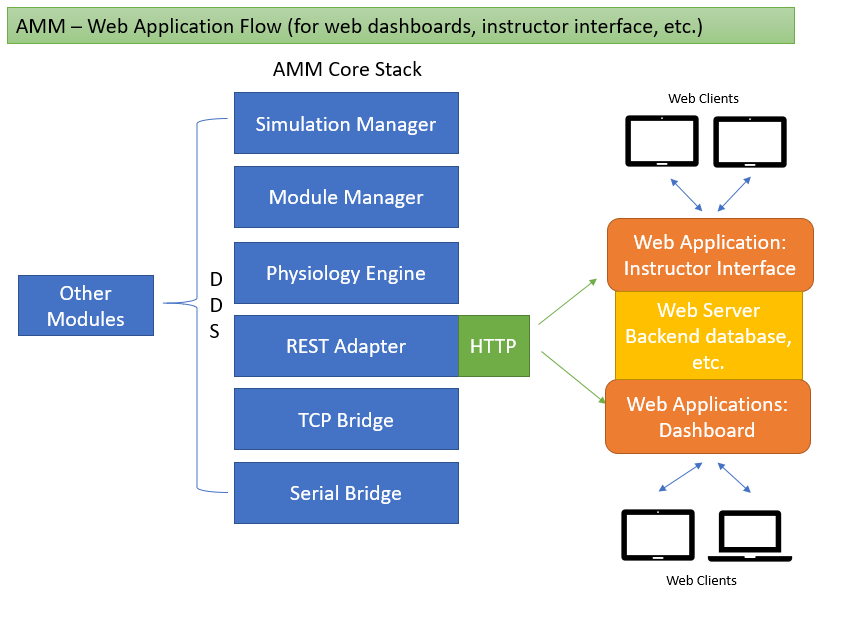 AMM – Web Application Flow (for web dashboards, instructor interface, etc.)
AMM Core Stack
Simulation Manager
Module Manager
Physiology Engine
REST Adapter
HTTP
TCP Bridge
Serial Bridge
Other
Modules
D
D
S
Web Clients
Web Application:
Instructor Interface
Web Server
Backend database,
etc.
Web Applications:
Dashboard
Web Clients